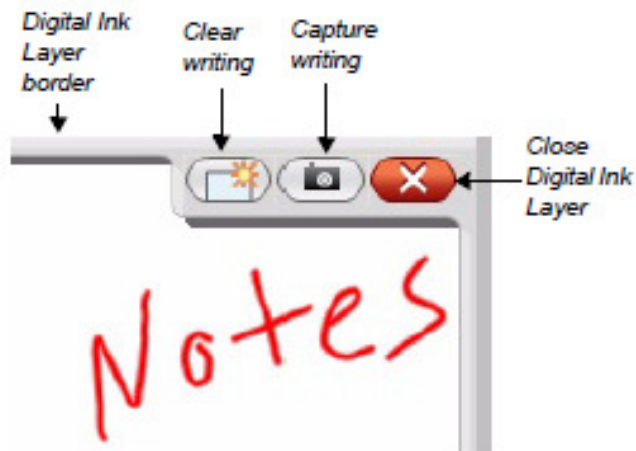 Digital Ink
Layer
border
Clear
writing
Capture
writing
Close
Digital Ink
Layer
Notes